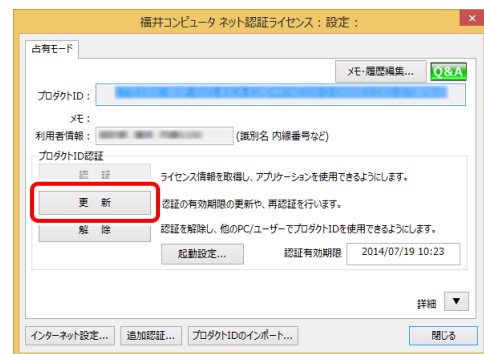 福井コンピュータ ネット認証ライセンス：設定：
占有モード
メモ･履歴編集... Q&A
プロダクトID：
メモ：
利用者情報： (識別名 内線番号など)
プロダクトID認証
認 証 ライセンス情報を取得し、アプリケーションを使用できるようにします。
更 新 認証の有効期限の更新や、再認証を行います。
解 除 認証を解除し、他のPC/ユーザーでプロダクトIDを使用できるようにします。
起動設定... 認証有効期限 2014/07/19 10:23
詳細 ▼
インターネット設定... 追加認証... プロダクトIDのインポート... 閉じる